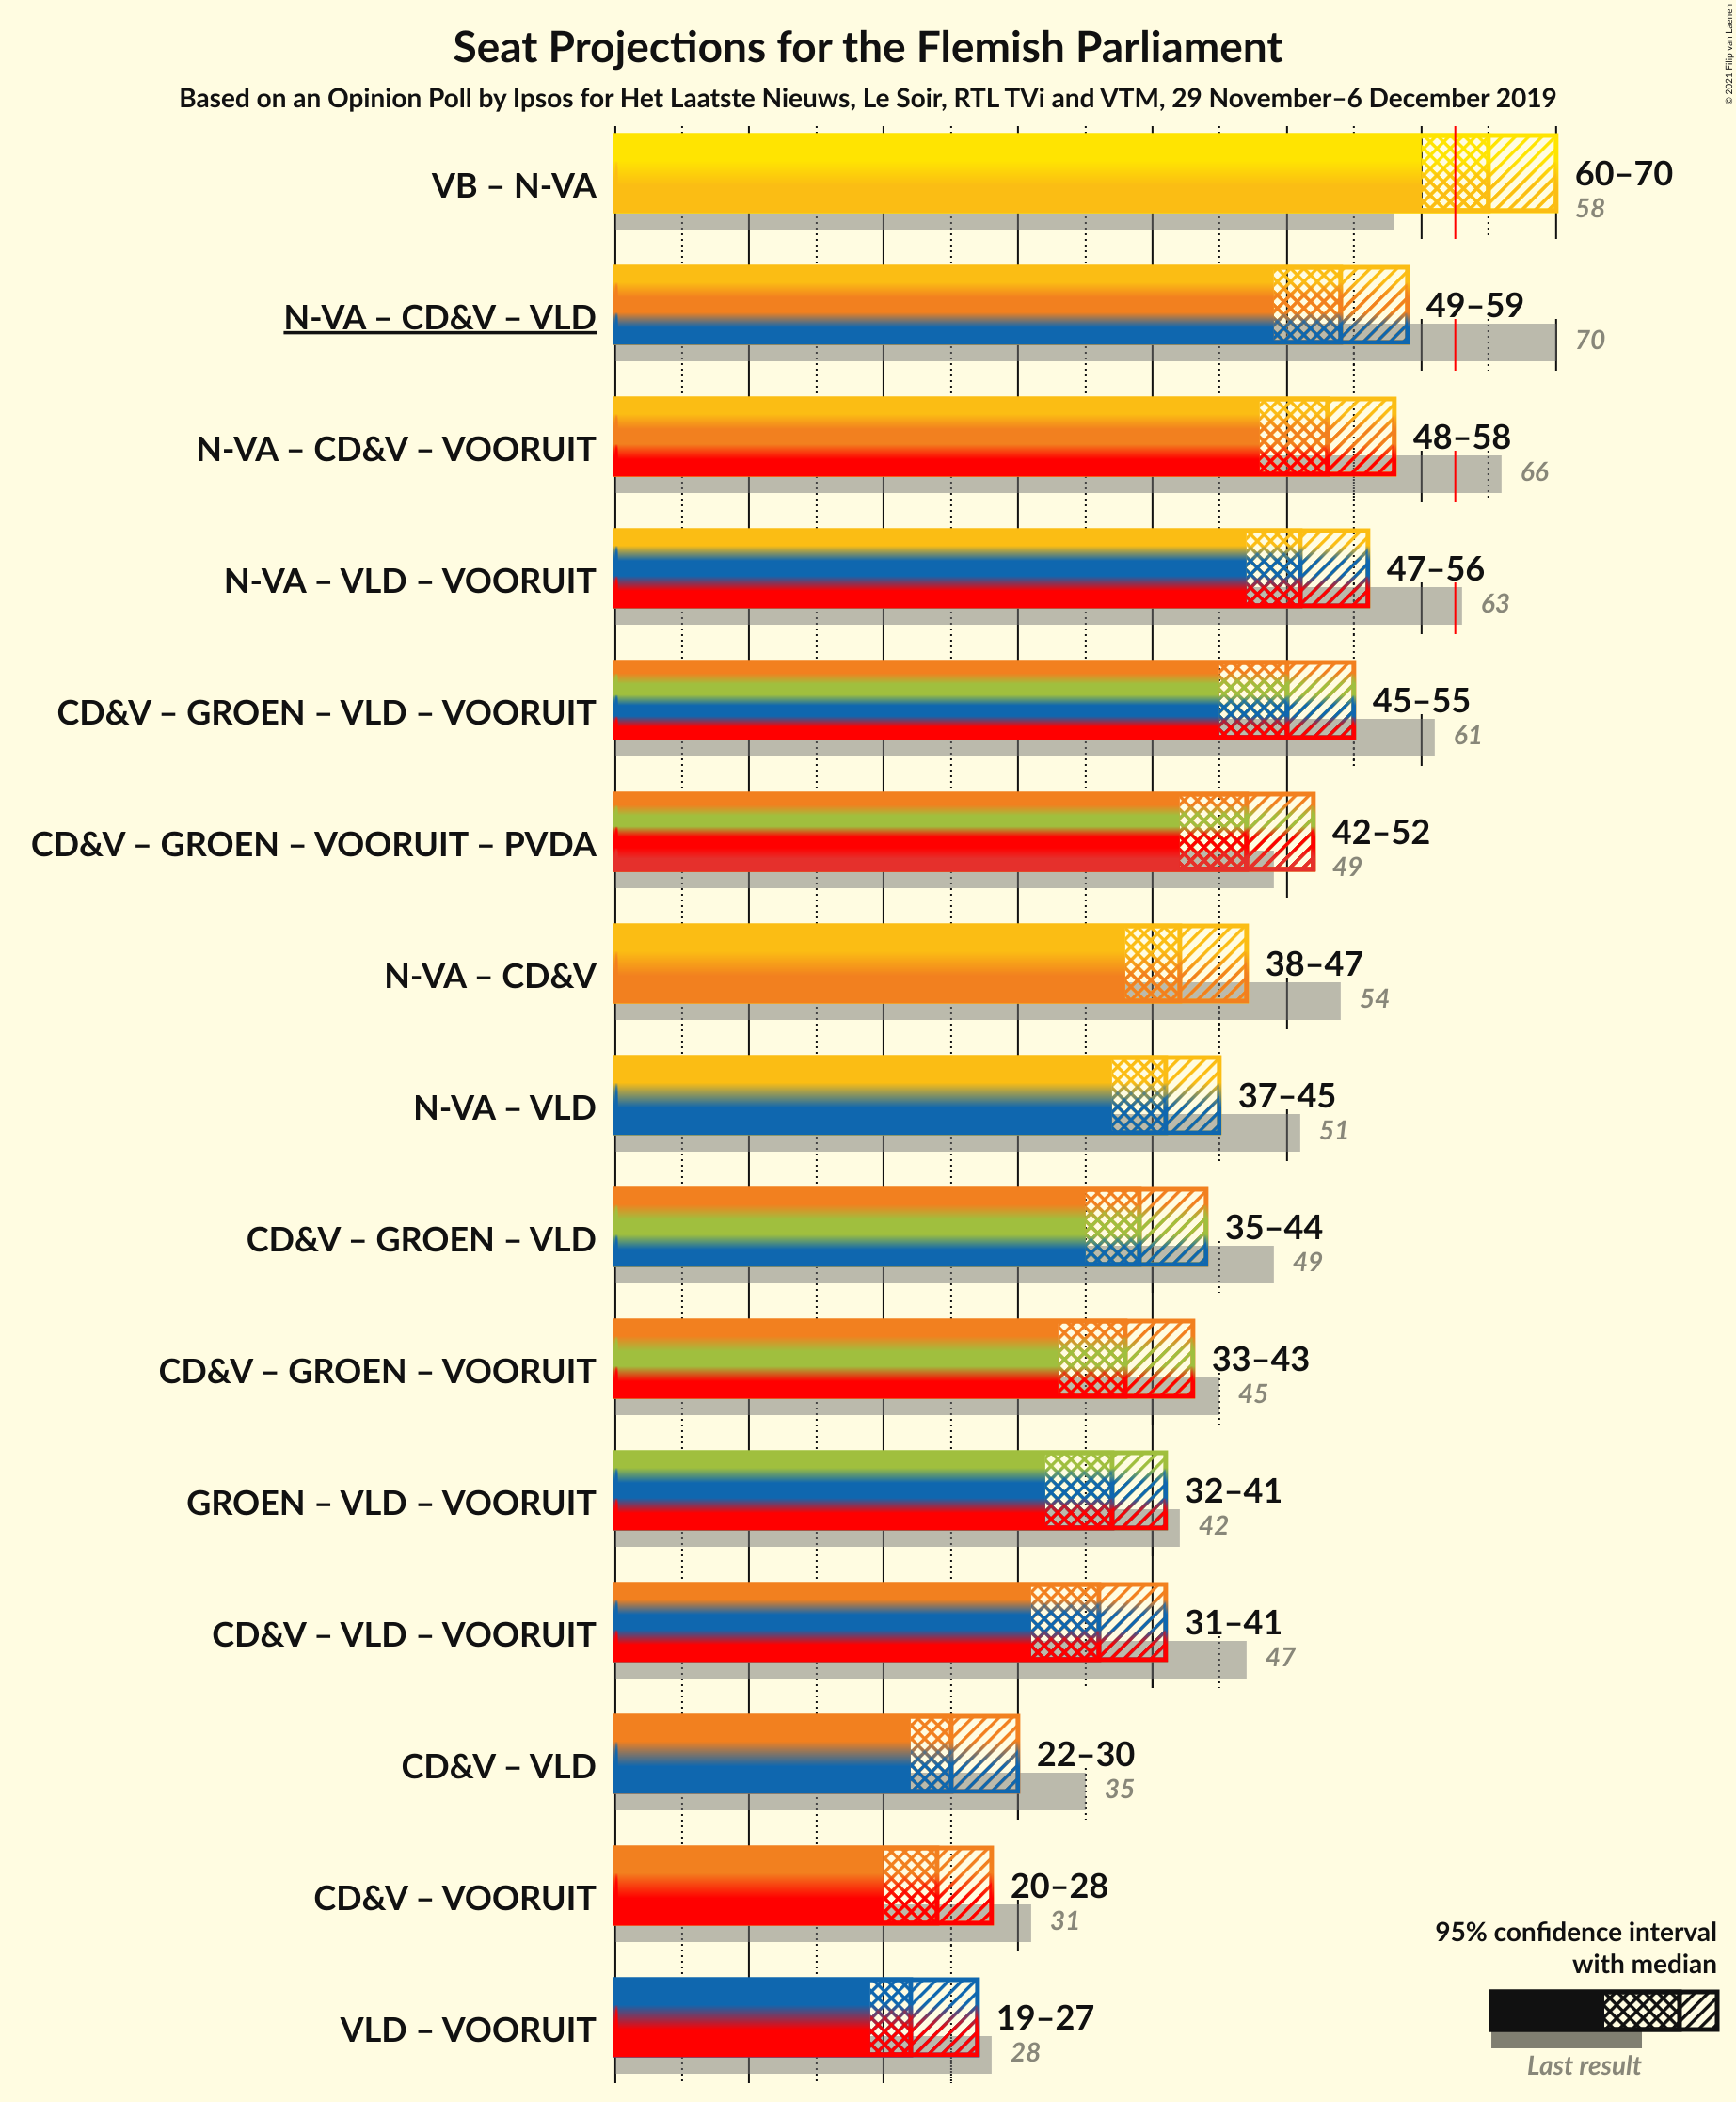 Seat Projections for the Flemish Parliament
Based on an Opinion Poll by Ipsos for Het Laatste Nieuws, Le Soir, RTL TVi and VTM, 29 November–6 December 2019
© 2021 Filip van Laenen
VB – N-VA
60–70
58
N-VA – CD&V – VLD
49–59
70
N-VA – CD&V – VOORUIT
48–58
66
N-VA – VLD – VOORUIT
47–56
63
CD&V – GROEN – VLD – VOORUIT
45–55
61
CD&V – GROEN – VOORUIT – PVDA
42–52
49
N-VA – CD&V
38–47
54
N-VA – VLD
37–45
51
CD&V – GROEN – VLD
35–44
49
CD&V – GROEN – VOORUIT
33–43
45
GROEN – VLD – VOORUIT
32–41
42
CD&V – VLD – VOORUIT
31–41
47
CD&V – VLD
22–30
35
CD&V – VOORUIT
20–28
31
VLD – VOORUIT
19–27
28
95% confidence interval
with median
Last result